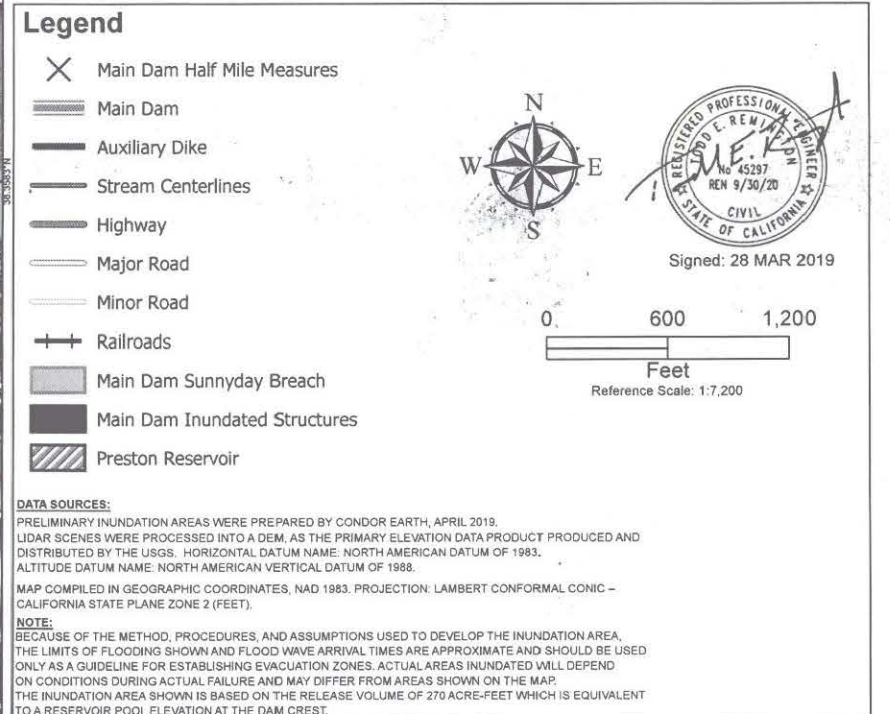 Legend
Main Dam Half Mile Measures
Main Dam
Auxiliary Dike
Stream Centerlines
Highway
Major Road
Minor Road
Railroads
Main Dam Sunnyday Breach
Main Dam Inundated Structures
Preston Reservoir
N
W E
S
REGISTERED PROFESSIONAL ENGINEER
TODD E. REMINGTON
No 45297
REN 9/30/20
CIVIL
STATE OF CALIFORNIA
Signed: 28 MAR 2019
0 600 1,200
Feet
Reference Scale: 1:7,200
DATA SOURCES:
PRELIMINARY INUNDATION AREAS WERE PREPARED BY CONDOR EARTH, APRIL 2019.
LIDAR SCENES WERE PROCESSED INTO A DEM, AS THE PRIMARY ELEVATION DATA PRODUCT PRODUCED AND
DISTRIBUTED BY THE USGS. HORIZONTAL DATUM NAME: NORTH AMERICAN DATUM OF 1983.
ALTITUDE DATUM NAME: NORTH AMERICAN VERTICAL DATUM OF 1988.
MAP COMPILED IN GEOGRAPHIC COORDINATES, NAD 1983. PROJECTION: LAMBERT CONFORMAL CONIC –
CALIFORNIA STATE PLANE ZONE 2 (FEET).
NOTE:
BECAUSE OF THE METHOD, PROCEDURES, AND ASSUMPTIONS USED TO DEVELOP THE INUNDATION AREA,
THE LIMITS OF FLOODING SHOWN AND FLOOD WAVE ARRIVAL TIMES ARE APPROXIMATE AND SHOULD BE USED
ONLY AS A GUIDELINE FOR ESTABLISHING EVACUATION ZONES. ACTUAL AREAS INUNDATED WILL DEPEND
ON CONDITIONS DURING ACTUAL FAILURE AND MAY DIFFER FROM AREAS SHOWN ON THE MAP.
THE INUNDATION AREA SHOWN IS BASED ON THE RELEASE VOLUME OF 270 ACRE-FEET WHICH IS EQUIVALENT
TO A RESERVOIR POOL ELEVATION AT THE DAM CREST.